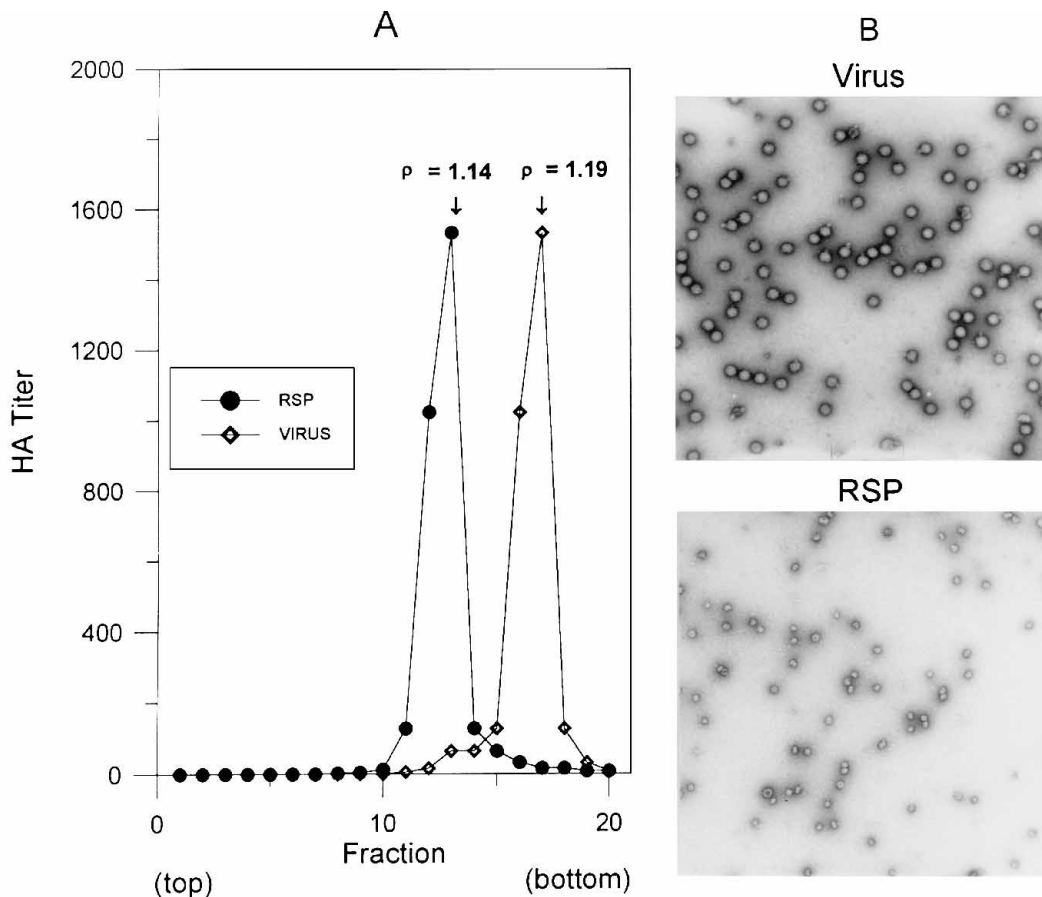 A
B
Virus
2000
1600
1200
800
400
0
HA Titer
ρ = 1.14
ρ = 1.19
RSP
VIRUS
0
10
20
Fraction
(top)
(bottom)
RSP